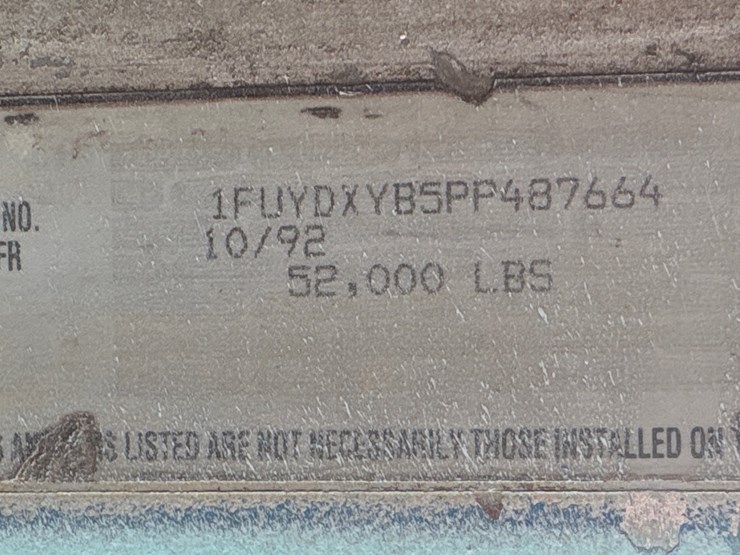 NO. 1FUYDXYB5PP487664
FR 10/92
52,000 LBS
LISTED ARE NOT NECESSARILY THOSE INSTALLED ON